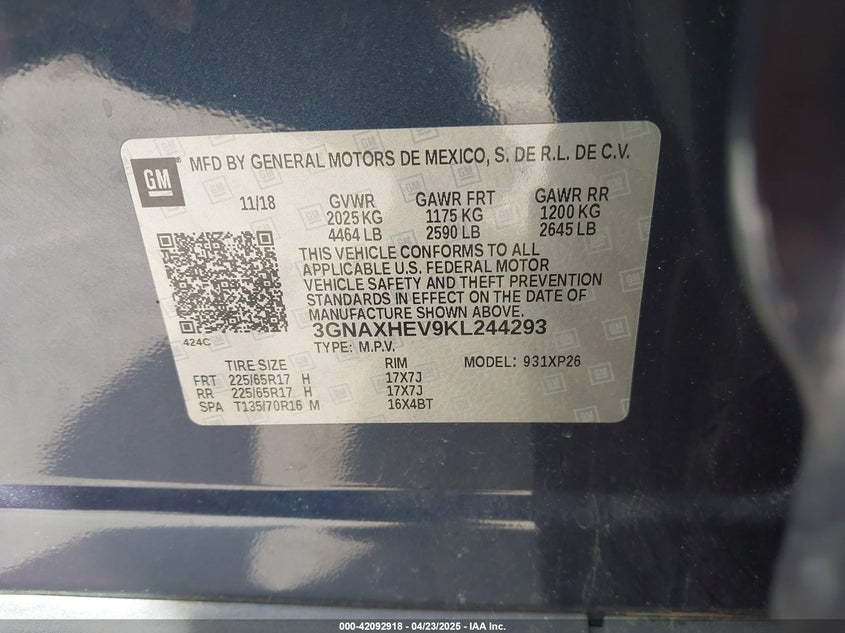 GM
MFD BY GENERAL MOTORS DE MEXICO, S. DE R.L. DE C.V.
11/18 GVWR GAWR FRT GAWR RR
2025 KG 1175 KG 1200 KG
4464 LB 2590 LB 2645 LB
THIS VEHICLE CONFORMS TO ALL
APPLICABLE U.S. FEDERAL MOTOR
VEHICLE SAFETY AND THEFT PREVENTION
STANDARDS IN EFFECT ON THE DATE OF
MANUFACTURE SHOWN ABOVE.
424C
3GNAXHEV9KL244293
TYPE: M.P.V.
TIRE SIZE RIM MODEL: 931XP26
FRT 225/65R17 H 17X7J
RR 225/65R17 H 17X7J
SPA T135/70R16 M 16X4BT
000-42092918 - 04/23/2025 - IAA Inc.